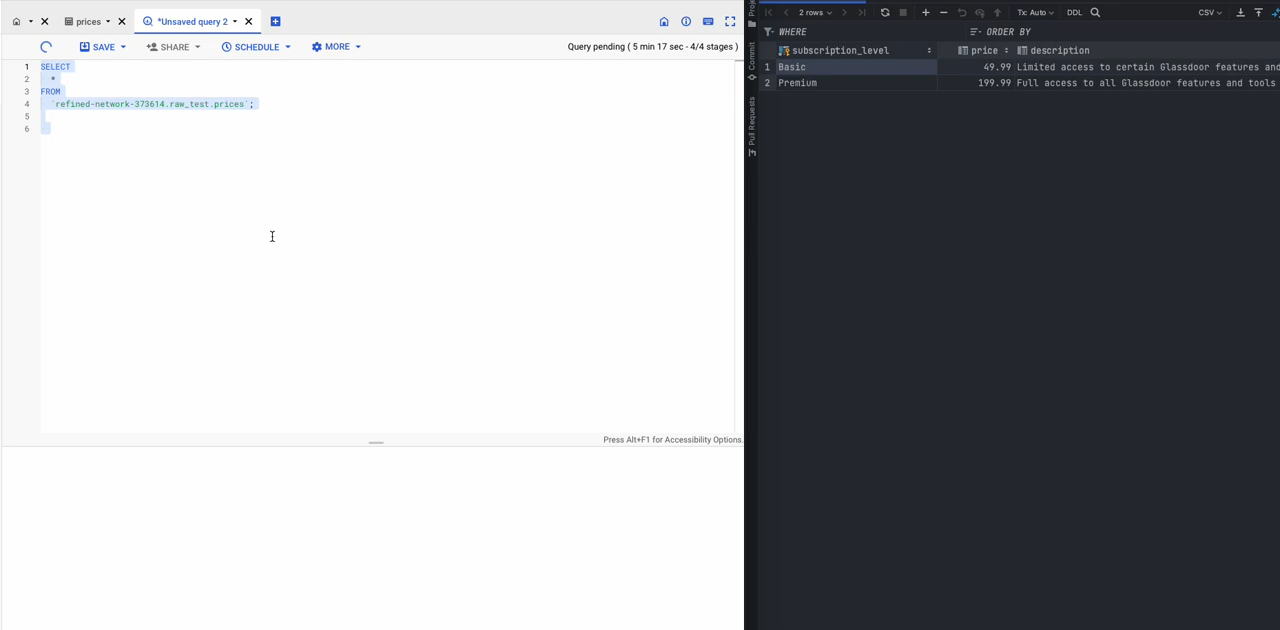 prices
*Unsaved query 2
SAVE
SHARE
SCHEDULE
MORE
Query pending ( 5 min 17 sec - 4/4 stages )
1 SELECT
2 *
3 FROM
4 `refined-network-373614.raw_test.prices`;
5
6
Press Alt+F1 for Accessibility Options.
Commit
Pull Requests
2 rows
Tx: Auto
DDL
CSV
WHERE
ORDER BY
subscription_level price description
1 Basic 49.99 Limited access to certain Glassdoor features and
2 Premium 199.99 Full access to all Glassdoor features and tools